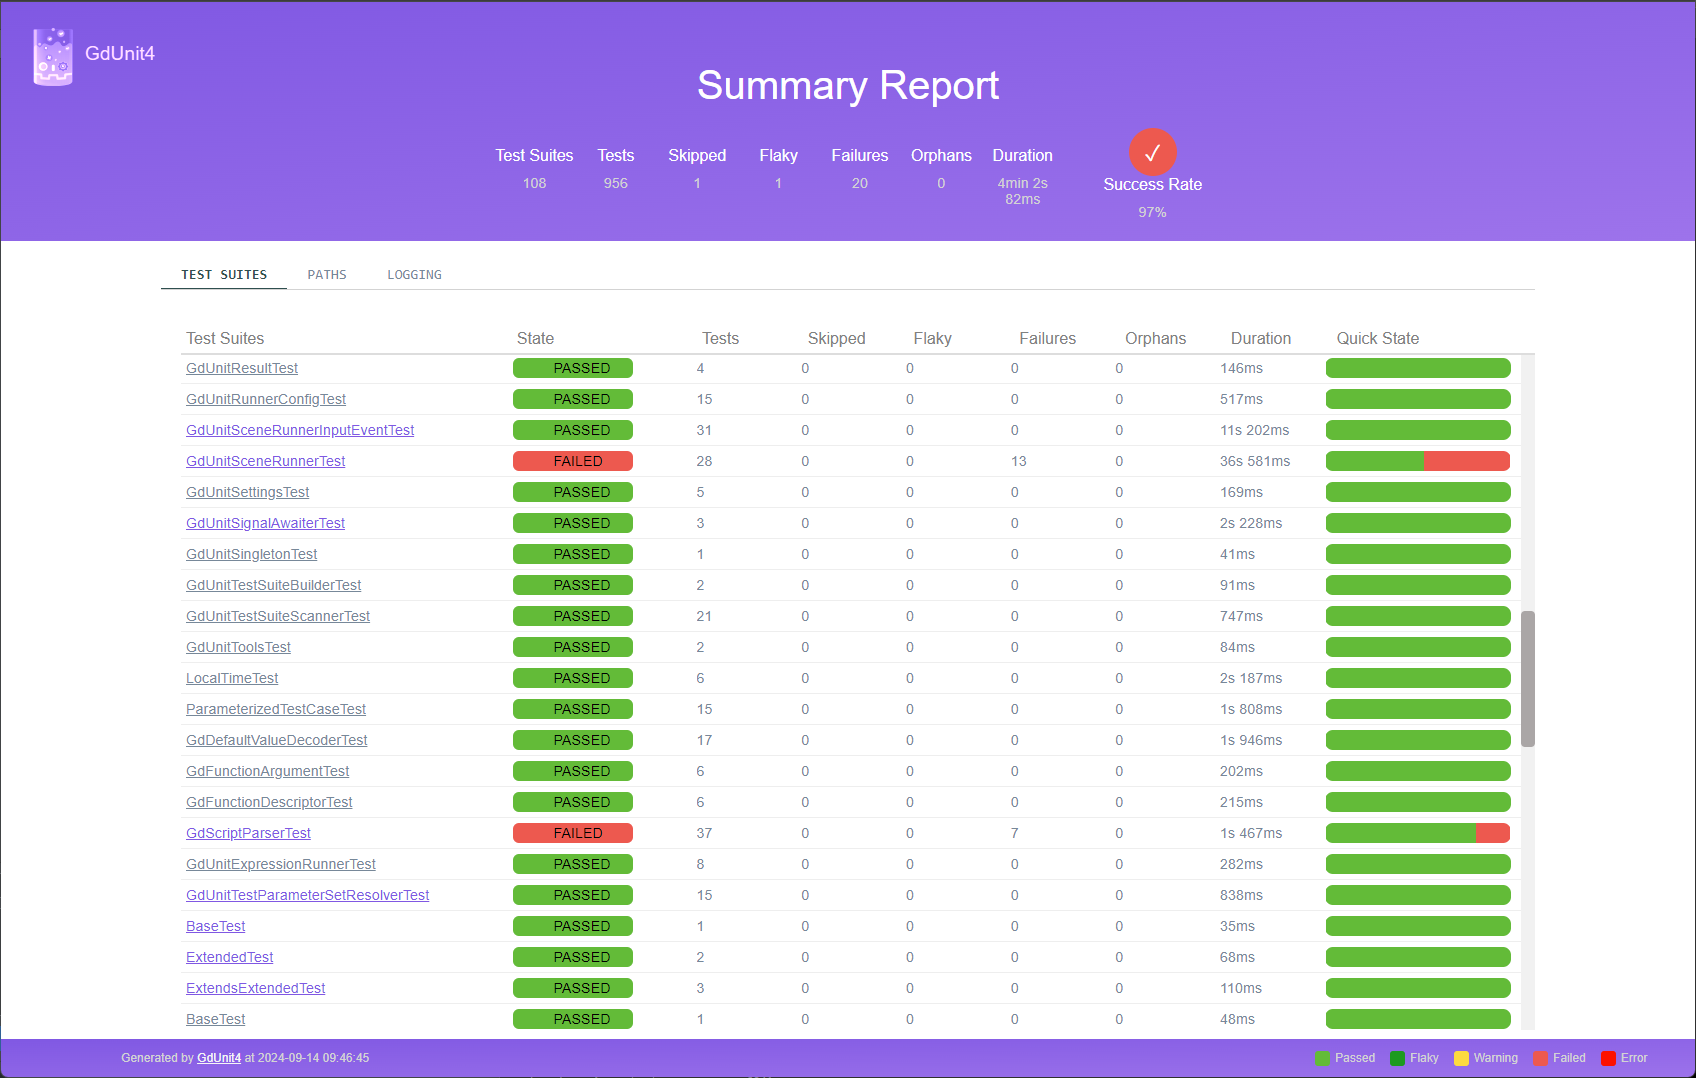 GdUnit4
Summary Report
Test Suites Tests Skipped Flaky Failures Orphans Duration
108 956 1 1 20 0 4min 2s 82ms
✓
Success Rate
97%
TEST SUITES PATHS LOGGING
Test Suites State Tests Skipped Flaky Failures Orphans Duration Quick State
GdUnitResultTest PASSED 4 0 0 0 0 146ms
GdUnitRunnerConfigTest PASSED 15 0 0 0 0 517ms
GdUnitSceneRunnerInputEventTest PASSED 31 0 0 0 0 11s 202ms
GdUnitSceneRunnerTest FAILED 28 0 0 13 0 36s 581ms
GdUnitSettingsTest PASSED 5 0 0 0 0 169ms
GdUnitSignalAwaiterTest PASSED 3 0 0 0 0 2s 228ms
GdUnitSingletonTest PASSED 1 0 0 0 0 41ms
GdUnitTestSuiteBuilderTest PASSED 2 0 0 0 0 91ms
GdUnitTestSuiteScannerTest PASSED 21 0 0 0 0 747ms
GdUnitToolsTest PASSED 2 0 0 0 0 84ms
LocalTimeTest PASSED 6 0 0 0 0 2s 187ms
ParameterizedTestCaseTest PASSED 15 0 0 0 0 1s 808ms
GdDefaultValueDecoderTest PASSED 17 0 0 0 0 1s 946ms
GdFunctionArgumentTest PASSED 6 0 0 0 0 202ms
GdFunctionDescriptorTest PASSED 6 0 0 0 0 215ms
GdScriptParserTest FAILED 37 0 0 7 0 1s 467ms
GdUnitExpressionRunnerTest PASSED 8 0 0 0 0 282ms
GdUnitTestParameterSetResolverTest PASSED 15 0 0 0 0 838ms
BaseTest PASSED 1 0 0 0 0 35ms
ExtendedTest PASSED 2 0 0 0 0 68ms
ExtendsExtendedTest PASSED 3 0 0 0 0 110ms
BaseTest PASSED 1 0 0 0 0 48ms
Generated by GdUnit4 at 2024-09-14 09:46:45 Passed Flaky Warning Failed Error